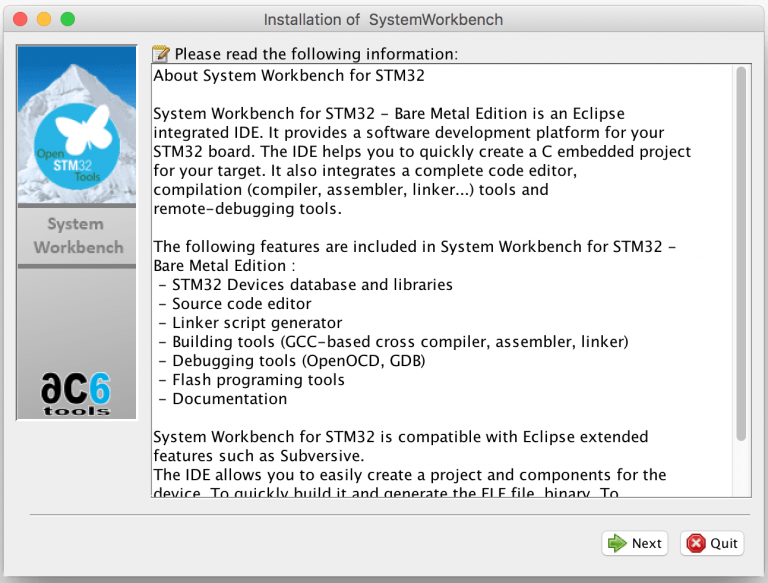 Installation of SystemWorkbench
Please read the following information:
About System Workbench for STM32
System Workbench for STM32 – Bare Metal Edition is an Eclipse
integrated IDE. It provides a software development platform for your
STM32 board. The IDE helps you to quickly create a C embedded project
for your target. It also integrates a complete code editor,
compilation (compiler, assembler, linker...) tools and
remote-debugging tools.
The following features are included in System Workbench for STM32 –
Bare Metal Edition :
– STM32 Devices database and libraries
– Source code editor
– Linker script generator
– Building tools (GCC-based cross compiler, assembler, linker)
– Debugging tools (OpenOCD, GDB)
– Flash programing tools
– Documentation
System Workbench for STM32 is compatible with Eclipse extended
features such as Subversive.
The IDE allows you to easily create a project and components for the
device. To quickly build it and generate the ELF file, binary. To
Open
STM32
Tools
System
Workbench
ac6
tools
Next
Quit